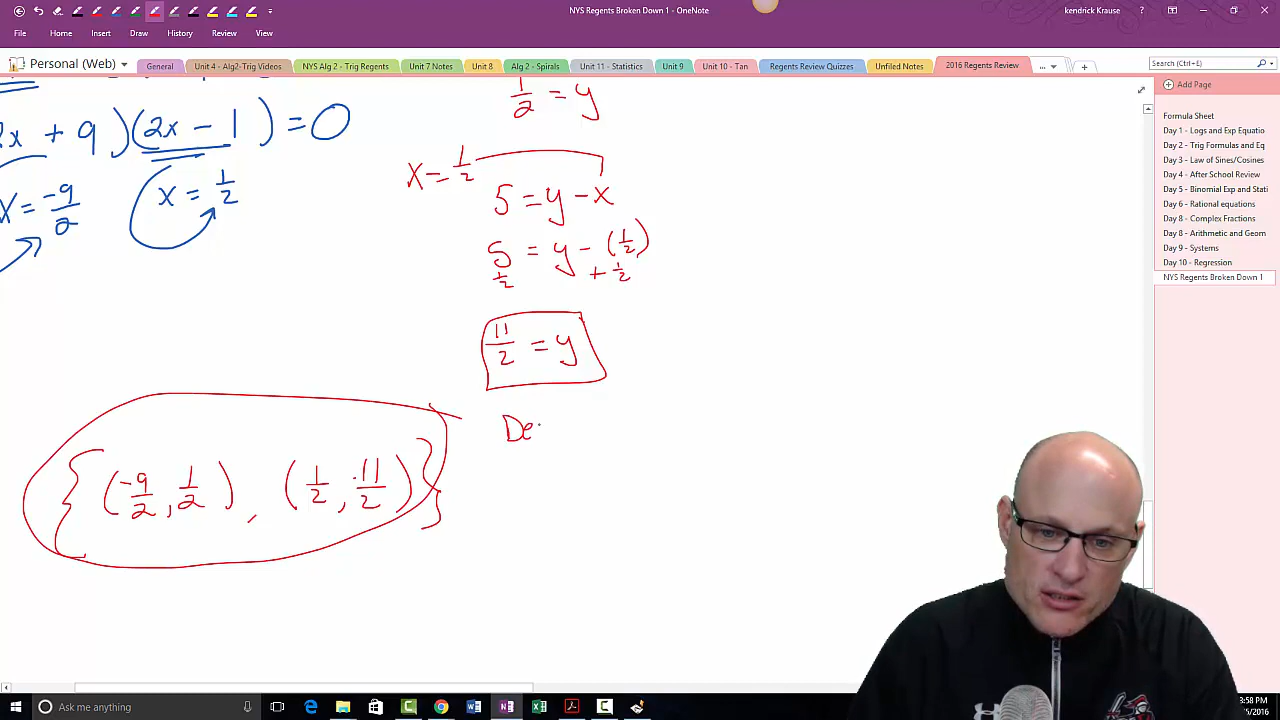 NYS Regents Broken Down 1 - OneNote
kendrick Krause
File Home Insert Draw History Review View
Personal (Web)
General
Unit 4 - Alg2-Trig Videos
NYS Alg 2 - Trig Regents
Unit 7 Notes
Unit 8
Alg 2 - Spirals
Unit 11 - Statistics
Unit 9
Unit 10 - Tan
Regents Review Quizzes
Unfiled Notes
2016 Regents Review
...
Search (Ctrl+E)
Add Page
Formula Sheet
Day 1 - Logs and Exp Equatio
Day 2 - Trig Formulas and Eq
Day 3 - Law of Sines/Cosines
Day 4 - After School Review
Day 5 - Binomial Exp and Stati
Day 6 - Rational equations
Day 8 - Complex Fractions
Day 8 - Arithmetic and Geom
Day 9 - Systems
Day 10 - Regression
NYS Regents Broken Down 1
x + 9 )(2x - 1) = 0
X = -9/2
x = 1/2
1/2 = y
X = 1/2
5 = y - x
5 = y - (1/2)
1/2 + 1/2
11/2 = y
De
{(-9/2, 1/2), (1/2, 11/2)}
Ask me anything
3:58 PM
/2016